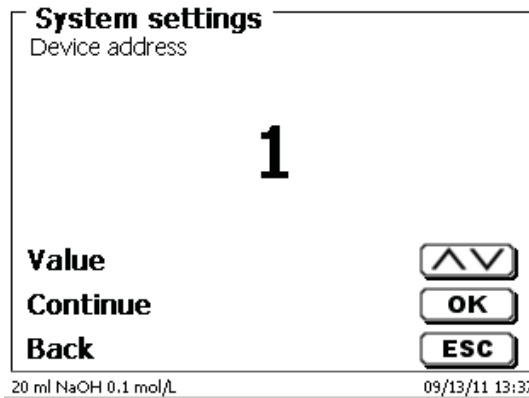 System settings
Device address
1
Value
Continue OK
Back ESC
20 ml NaOH 0.1 mol/L 09/13/11 13:37